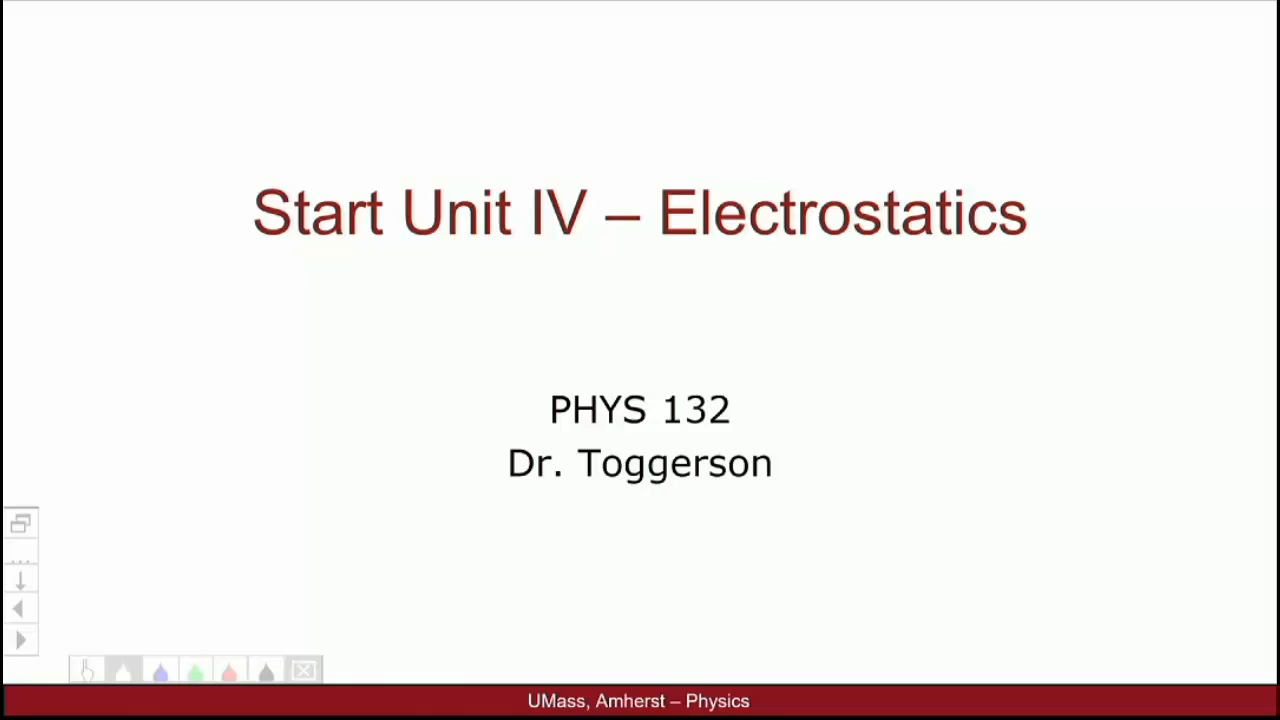 Start Unit IV – Electrostatics
PHYS 132
Dr. Toggerson
UMass, Amherst – Physics